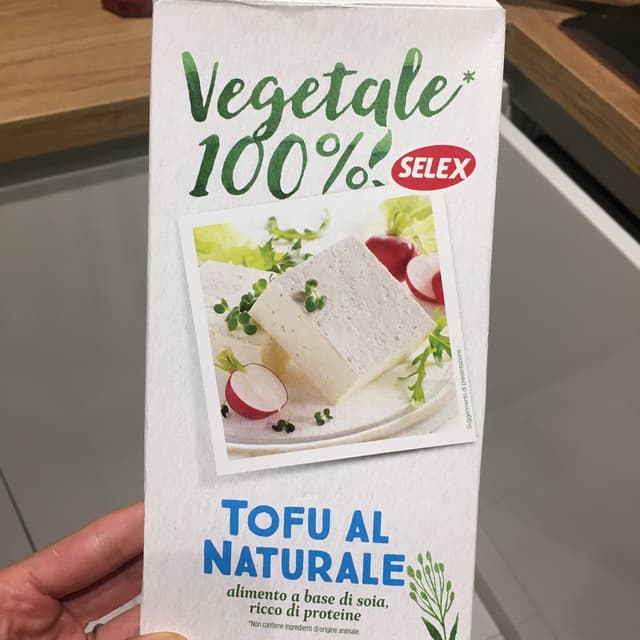 Vegetale*
100%!
SELEX
Suggerimento di presentazione
TOFU AL
NATURALE
alimento a base di soia,
ricco di proteine
*Non contiene ingredienti di origine animale.